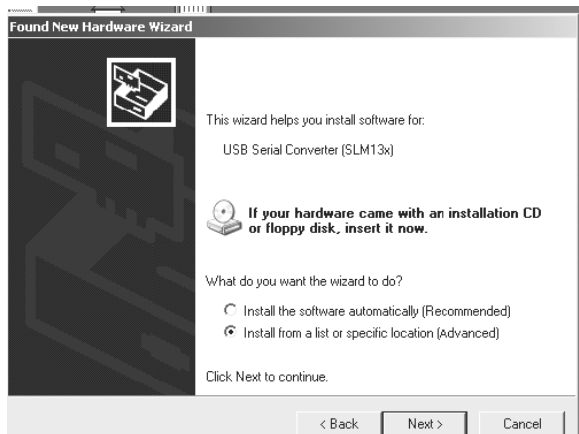 Found New Hardware Wizard
This wizard helps you install software for:
USB Serial Converter (SLM13x)
If your hardware came with an installation CD
or floppy disk, insert it now.
What do you want the wizard to do?
Install the software automatically (Recommended)
Install from a list or specific location (Advanced)
Click Next to continue.
< Back Next > Cancel